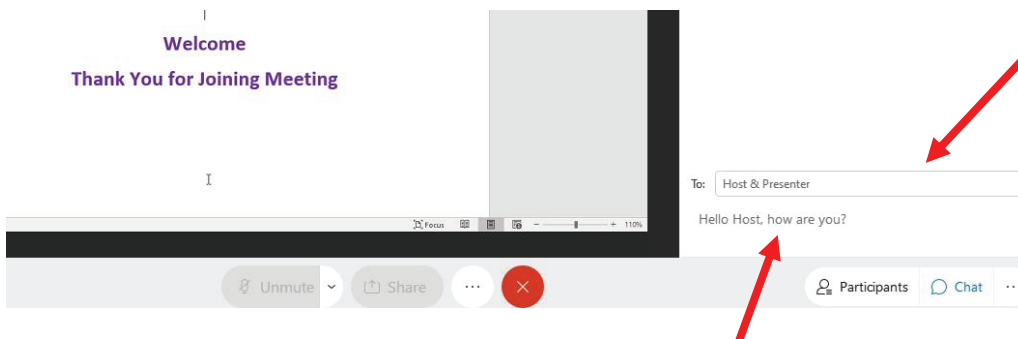 Welcome
Thank You for Joining Meeting
To: Host & Presenter
Hello Host, how are you?
Focus 110%
Unmute Share Participants Chat